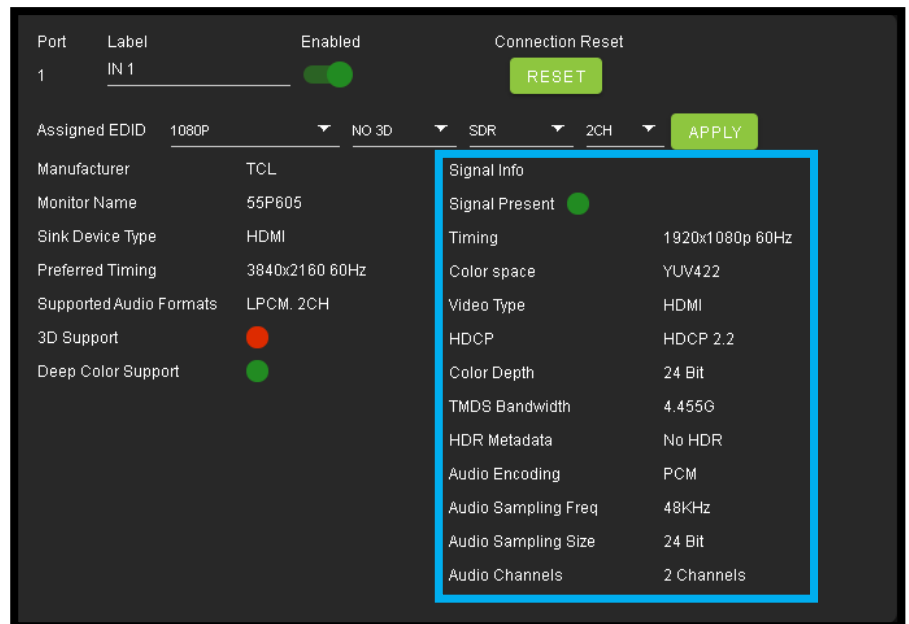 Port Label Enabled Connection Reset
1 IN 1 RESET
Assigned EDID 1080P NO 3D SDR 2CH APPLY
Manufacturer TCL
Monitor Name 55P605
Sink Device Type HDMI
Preferred Timing 3840x2160 60Hz
Supported Audio Formats LPCM. 2CH
3D Support
Deep Color Support
Signal Info
Signal Present
Timing 1920x1080p 60Hz
Color space YUV422
Video Type HDMI
HDCP HDCP 2.2
Color Depth 24 Bit
TMDS Bandwidth 4.455G
HDR Metadata No HDR
Audio Encoding PCM
Audio Sampling Freq 48KHz
Audio Sampling Size 24 Bit
Audio Channels 2 Channels